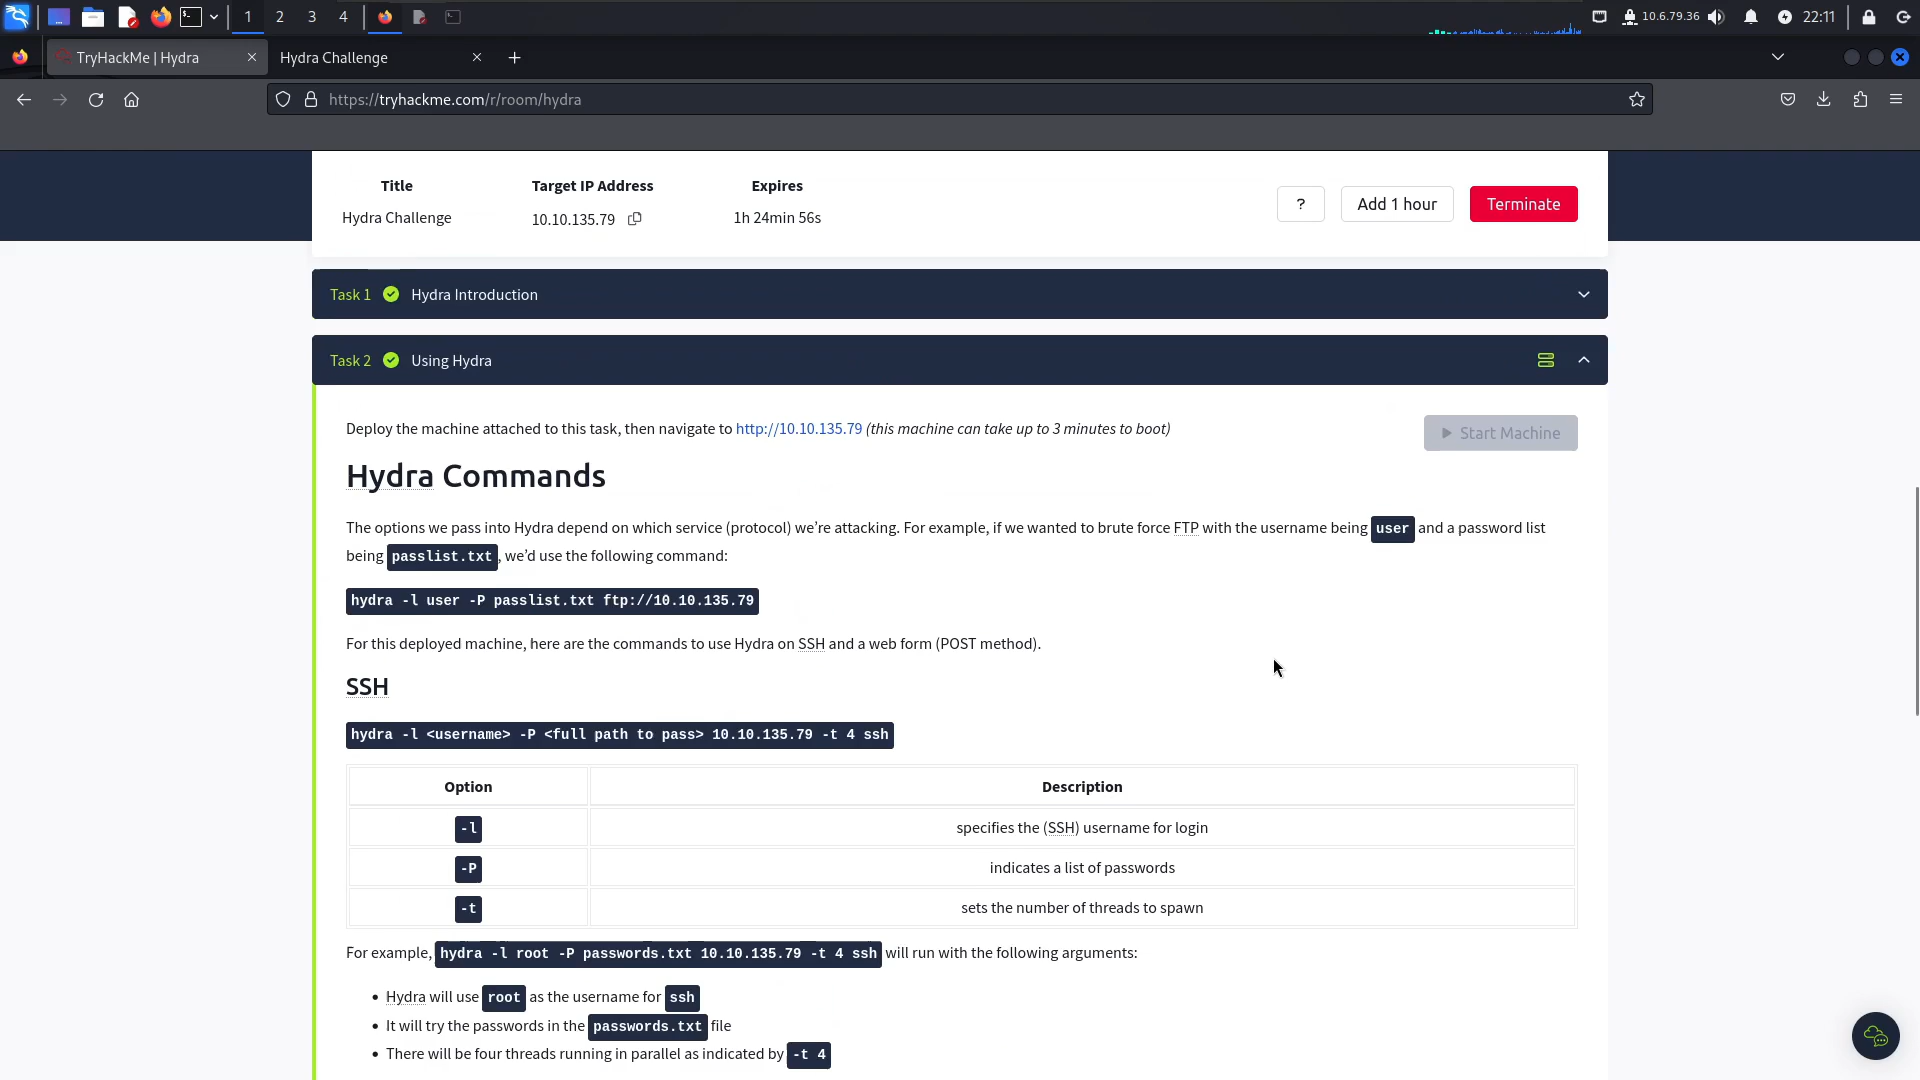 1 2 3 4 10.6.79.36 22:11
TryHackMe | Hydra Hydra Challenge
https://tryhackme.com/r/room/hydra
Title Target IP Address Expires
Hydra Challenge 10.10.135.79 1h 24min 56s ? Add 1 hour Terminate
Task 1 Hydra Introduction
Task 2 Using Hydra
Deploy the machine attached to this task, then navigate to http://10.10.135.79 (this machine can take up to 3 minutes to boot) Start Machine
Hydra Commands
The options we pass into Hydra depend on which service (protocol) we’re attacking. For example, if we wanted to brute force FTP with the username being user and a password list
being passlist.txt, we’d use the following command:
hydra -l user -P passlist.txt ftp://10.10.135.79
For this deployed machine, here are the commands to use Hydra on SSH and a web form (POST method).
SSH
hydra -l <username> -P <full path to pass> 10.10.135.79 -t 4 ssh
Option Description
-l specifies the (SSH) username for login
-P indicates a list of passwords
-t sets the number of threads to spawn
For example, hydra -l root -P passwords.txt 10.10.135.79 -t 4 ssh will run with the following arguments:
• Hydra will use root as the username for ssh
• It will try the passwords in the passwords.txt file
• There will be four threads running in parallel as indicated by -t 4